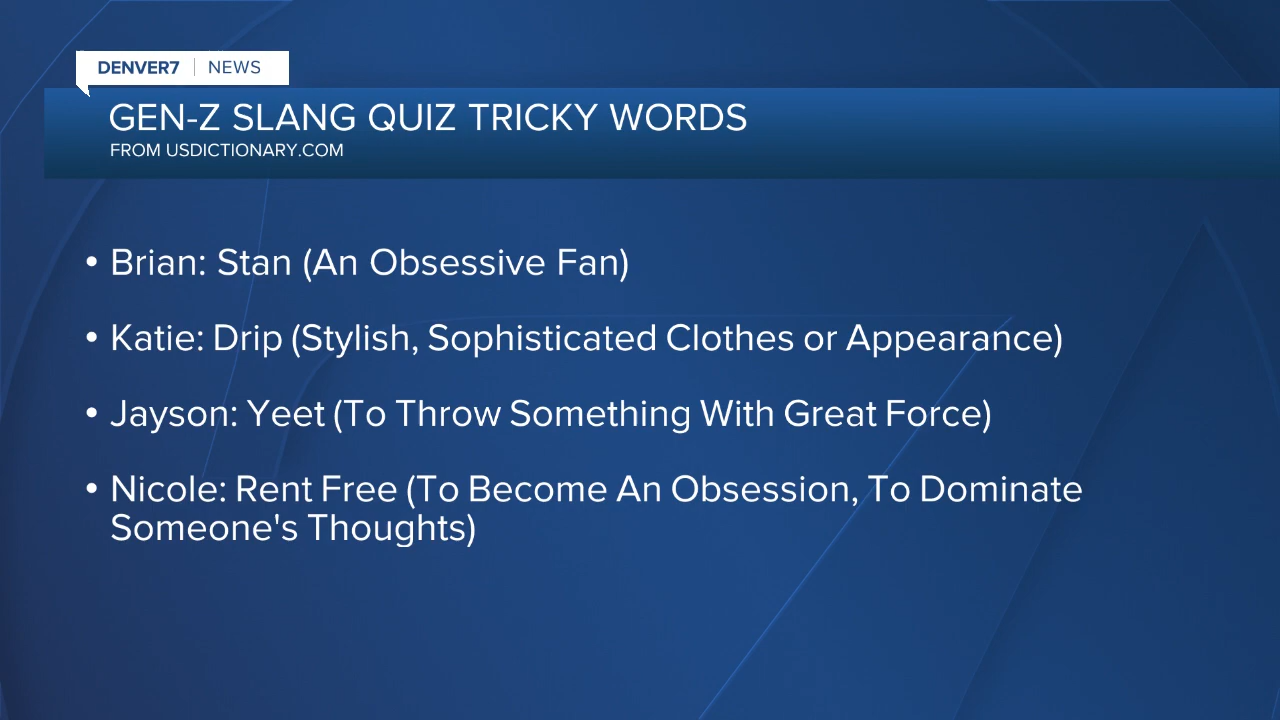 DENVER7 | NEWS
GEN-Z SLANG QUIZ TRICKY WORDS
FROM USDICTIONARY.COM
• Brian: Stan (An Obsessive Fan)
• Katie: Drip (Stylish, Sophisticated Clothes or Appearance)
• Jayson: Yeet (To Throw Something With Great Force)
• Nicole: Rent Free (To Become An Obsession, To Dominate
Someone's Thoughts)